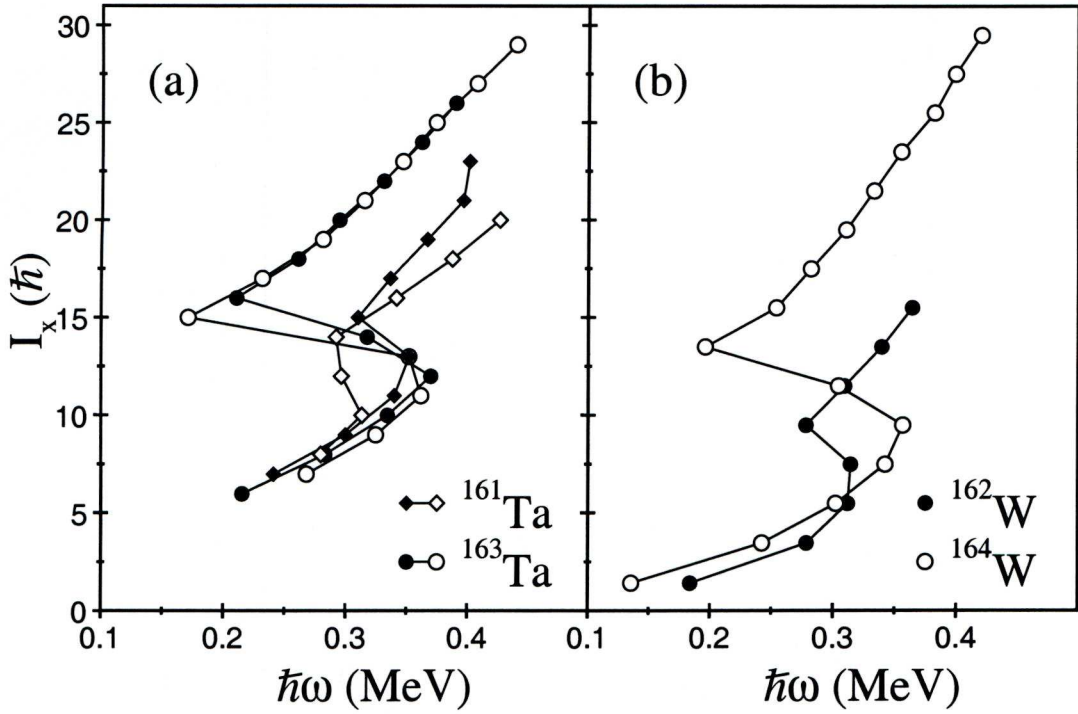 30
25
20
15
10
5
0
I_x (ℏ)
(a)
(b)
¹⁶¹Ta
¹⁶³Ta
¹⁶²W
¹⁶⁴W
0.1 0.2 0.3 0.4 0.1 0.2 0.3 0.4
ℏω (MeV) ℏω (MeV)